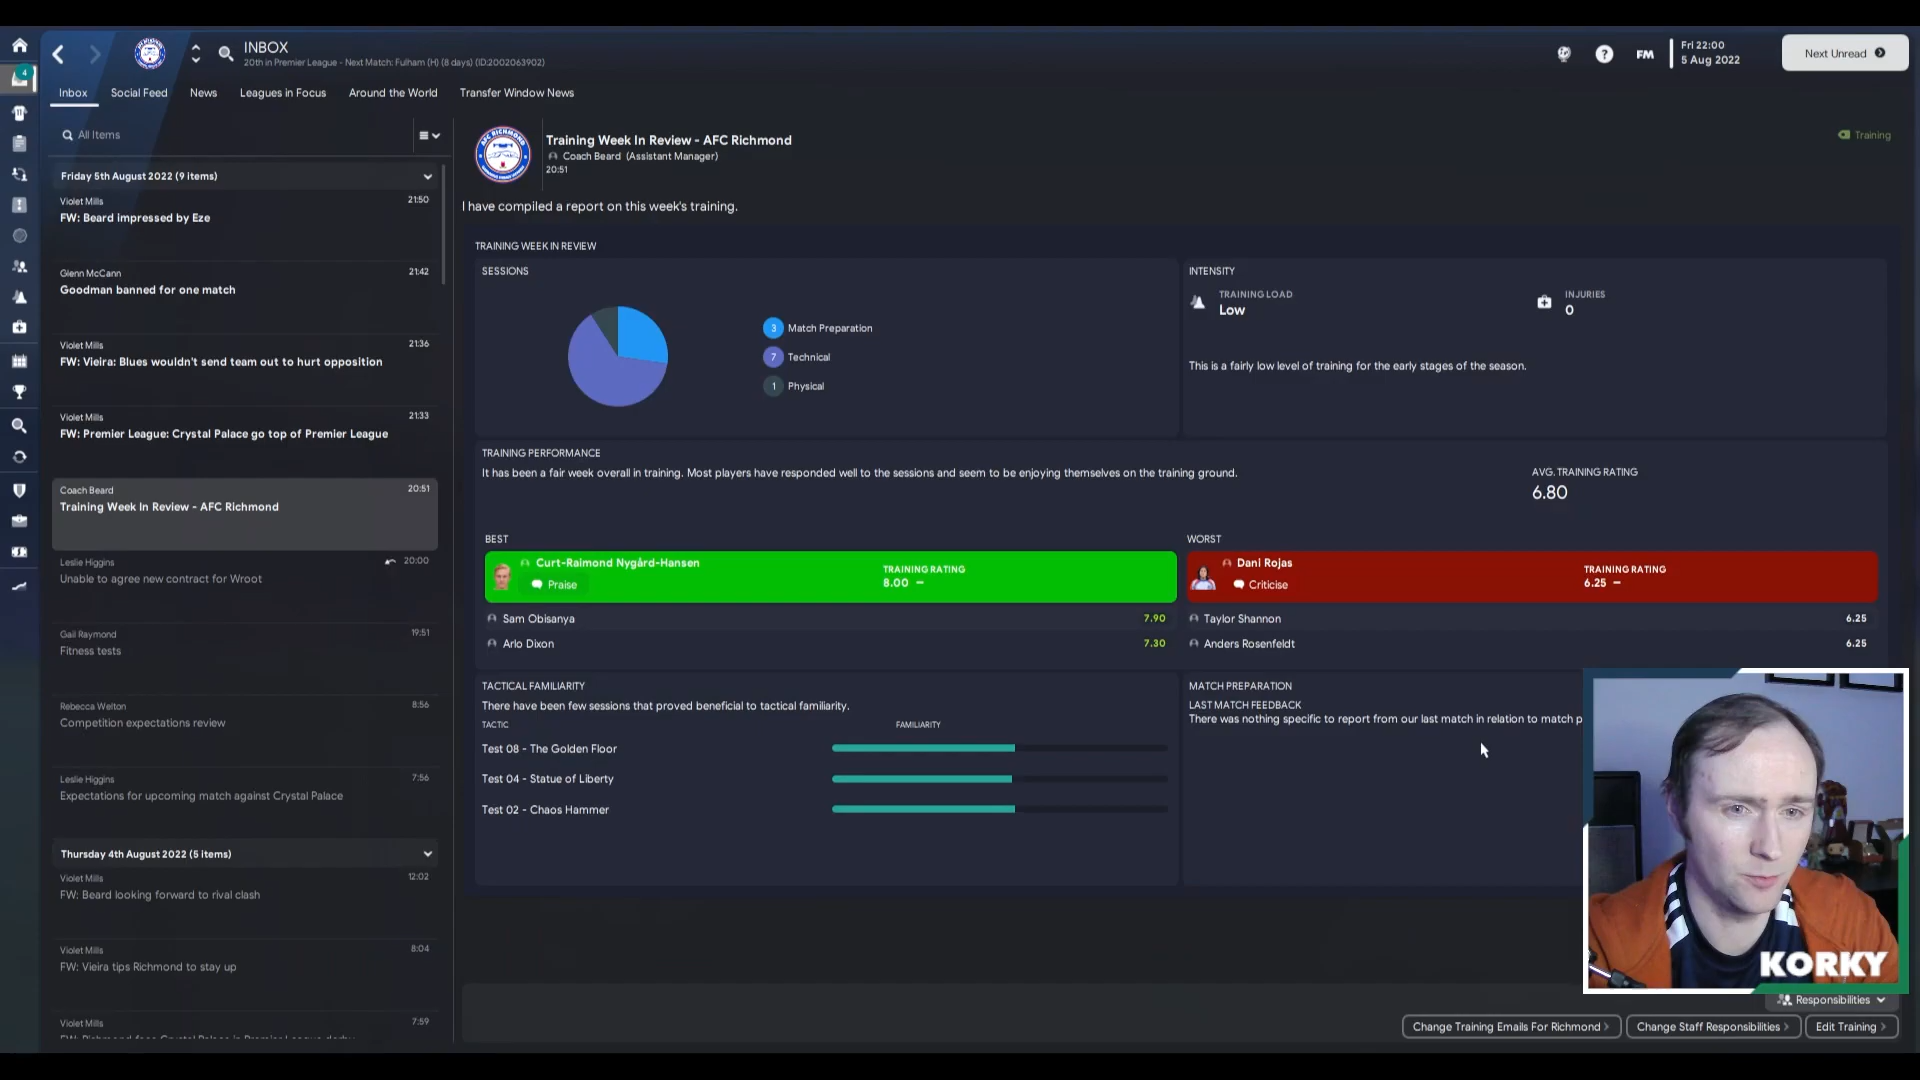 INBOX
20th in Premier League - Next Match: Fulham (H) (8 days) (ID:2002063902)
FM
Fri 22:00
5 Aug 2022
Next Unread
4
Inbox
Social Feed
News
Leagues in Focus
Around the World
Transfer Window News
All Items
Friday 5th August 2022 (9 items)
Violet Mills 21:50
FW: Beard impressed by Eze
Glenn McCann 21:42
Goodman banned for one match
Violet Mills 21:36
FW: Vieira: Blues wouldn't send team out to hurt opposition
Violet Mills 21:33
FW: Premier League: Crystal Palace go top of Premier League
Coach Beard 20:51
Training Week In Review - AFC Richmond
Leslie Higgins 20:00
Unable to agree new contract for Wroot
Gail Raymond 19:51
Fitness tests
Rebecca Welton 8:56
Competition expectations review
Leslie Higgins 7:56
Expectations for upcoming match against Crystal Palace
Thursday 4th August 2022 (5 items)
Violet Mills 12:02
FW: Beard looking forward to rival clash
Violet Mills 8:04
FW: Vieira tips Richmond to stay up
Violet Mills 7:59
FW: Richmond face Crystal Palace in Premier League derby
AFC RICHMOND
Training Week In Review - AFC Richmond
Coach Beard (Assistant Manager)
20:51
Training
I have compiled a report on this week's training.
TRAINING WEEK IN REVIEW
SESSIONS
3 Match Preparation
7 Technical
1 Physical
INTENSITY
TRAINING LOAD
Low
INJURIES
0
This is a fairly low level of training for the early stages of the season.
TRAINING PERFORMANCE
It has been a fair week overall in training. Most players have responded well to the sessions and seem to be enjoying themselves on the training ground.
AVG. TRAINING RATING
6.80
BEST
Curt-Raimond Nygård-Hansen
Praise
TRAINING RATING
8.00 -
Sam Obisanya 7.90
Arlo Dixon 7.30
WORST
Dani Rojas
Criticise
TRAINING RATING
6.25 -
Taylor Shannon 6.25
Anders Rosenfeldt 6.25
TACTICAL FAMILIARITY
There have been few sessions that proved beneficial to tactical familiarity.
TACTIC FAMILIARITY
Test 08 - The Golden Floor
Test 04 - Statue of Liberty
Test 02 - Chaos Hammer
MATCH PREPARATION
LAST MATCH FEEDBACK
There was nothing specific to report from our last match in relation to match p
KORKY
Responsibilities
Change Training Emails For Richmond
Change Staff Responsibilities
Edit Training